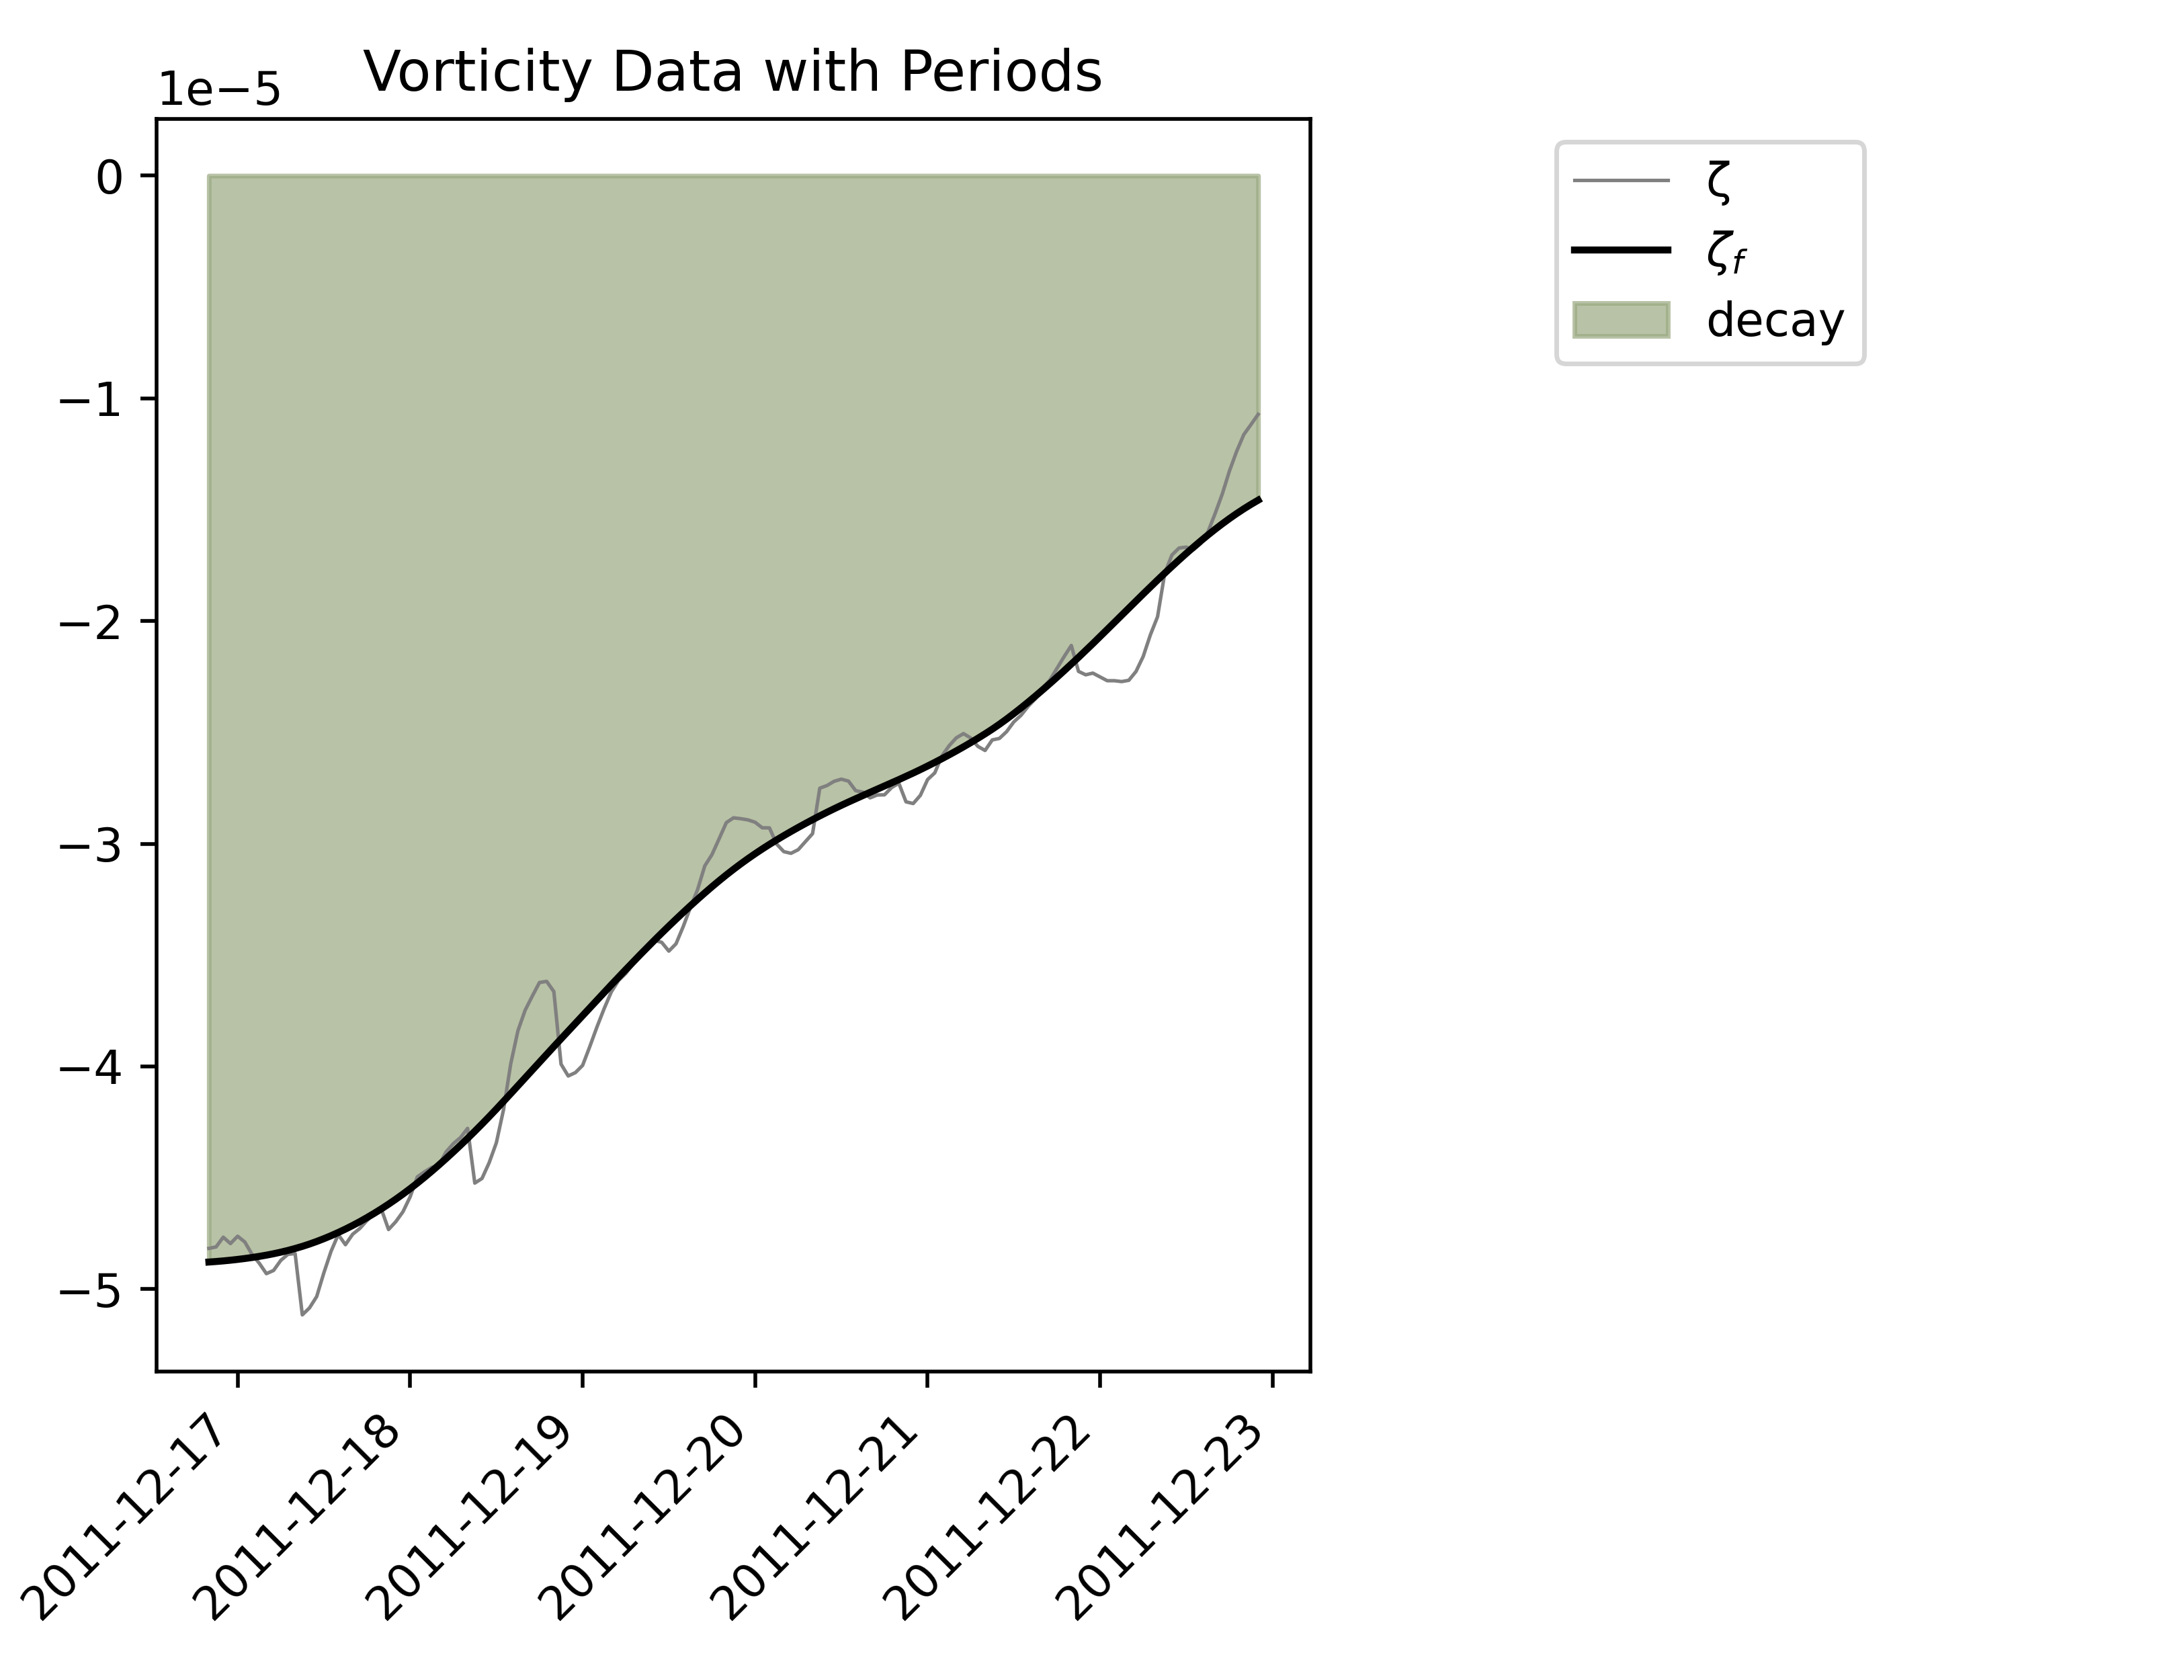 Vorticity Data with Periods
1e−5
0
−1
−2
−3
−4
−5
2011-12-17
2011-12-18
2011-12-19
2011-12-20
2011-12-21
2011-12-22
2011-12-23
ζ
ζf
decay